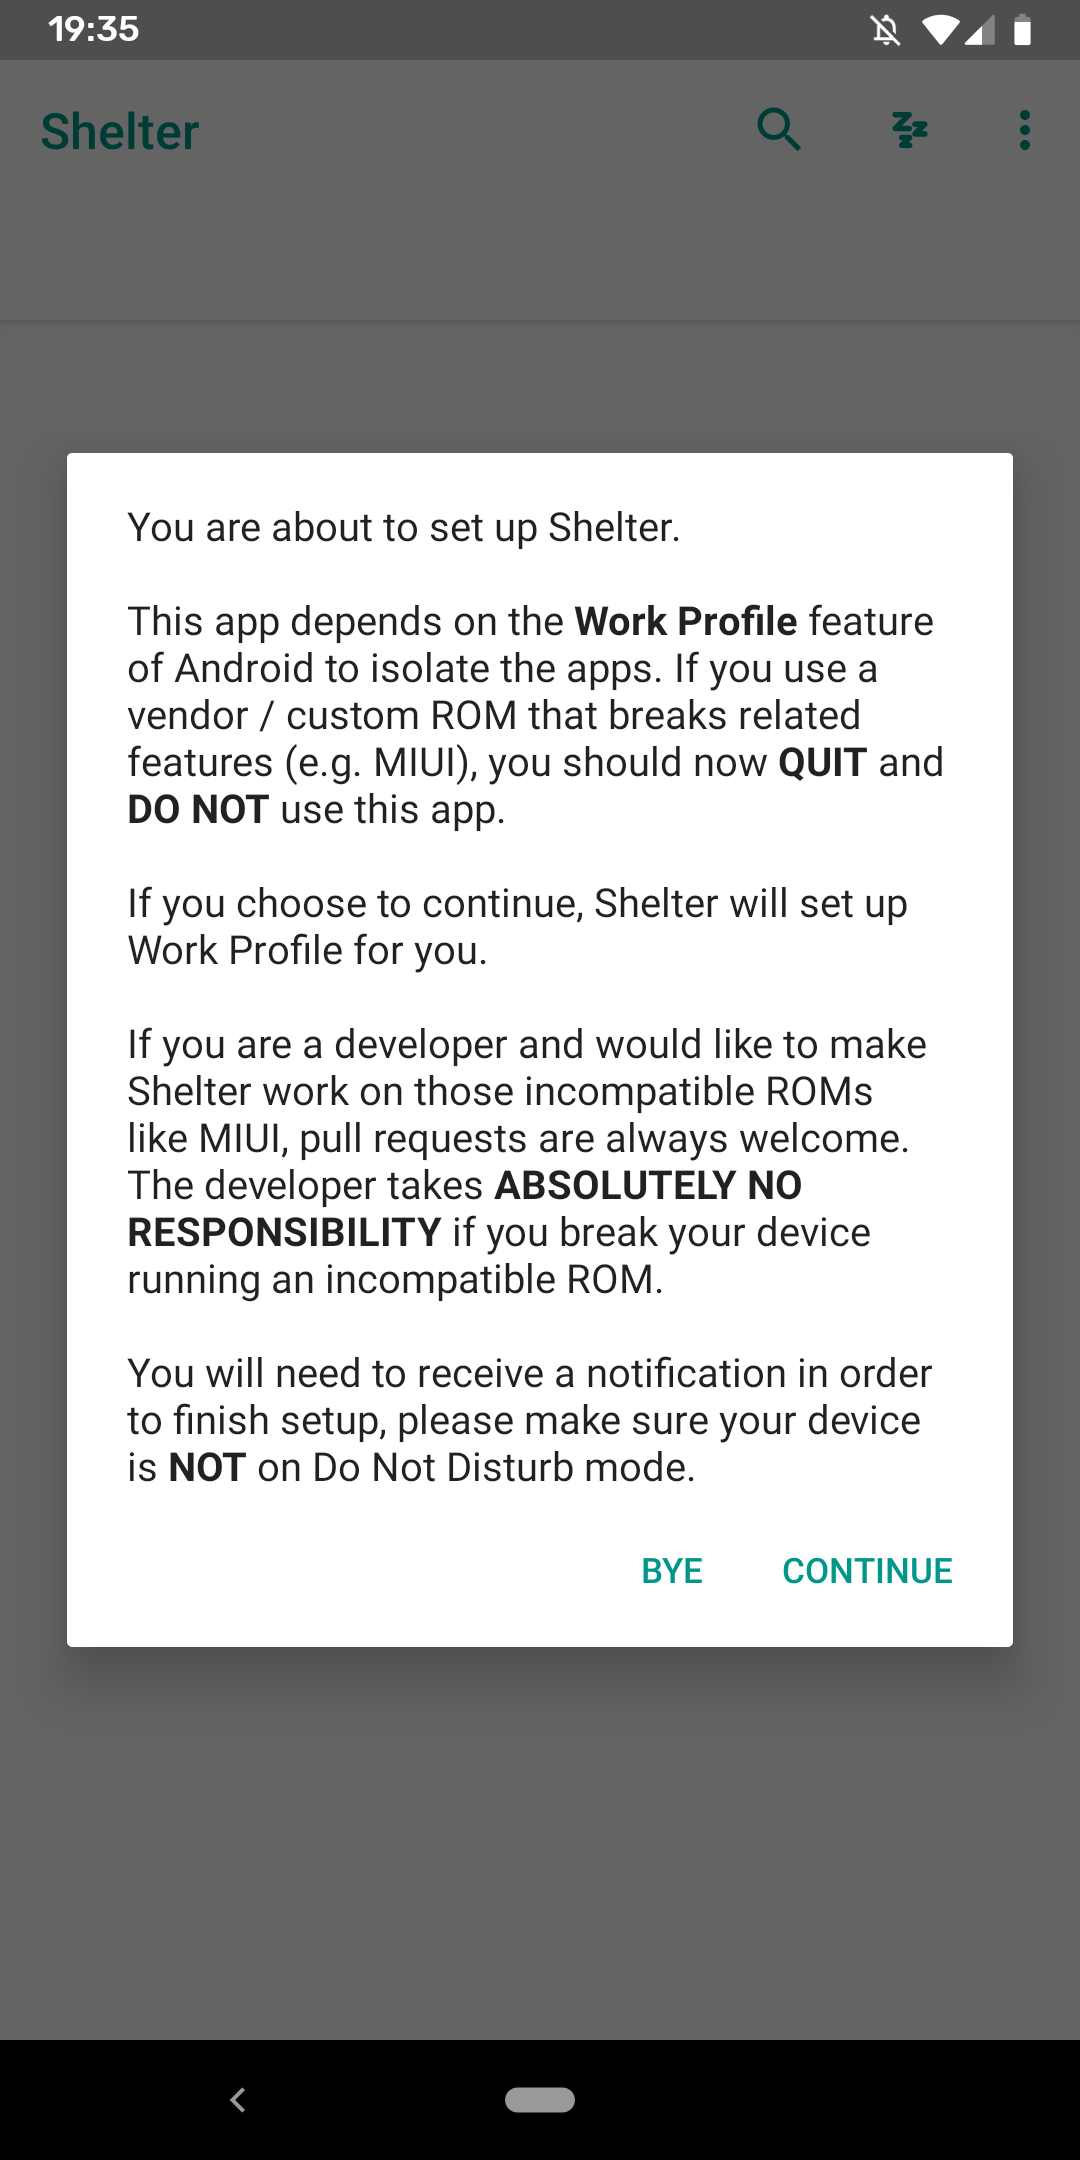 19:35
Shelter
You are about to set up Shelter.
This app depends on the Work Profile feature
of Android to isolate the apps. If you use a
vendor / custom ROM that breaks related
features (e.g. MIUI), you should now QUIT and
DO NOT use this app.
If you choose to continue, Shelter will set up
Work Profile for you.
If you are a developer and would like to make
Shelter work on those incompatible ROMs
like MIUI, pull requests are always welcome.
The developer takes ABSOLUTELY NO
RESPONSIBILITY if you break your device
running an incompatible ROM.
You will need to receive a notification in order
to finish setup, please make sure your device
is NOT on Do Not Disturb mode.
BYE CONTINUE